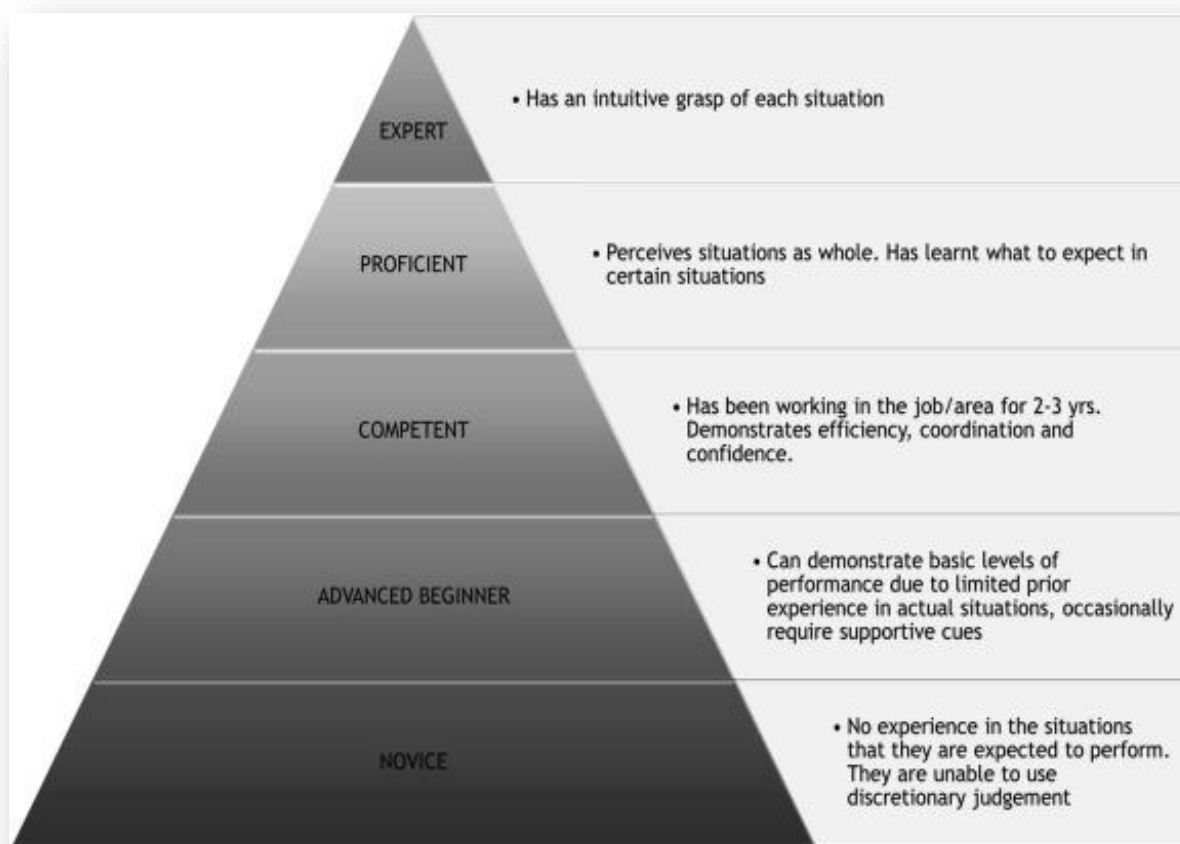 EXPERT
• Has an intuitive grasp of each situation
PROFICIENT
• Perceives situations as whole. Has learnt what to expect in
certain situations
COMPETENT
• Has been working in the job/area for 2-3 yrs.
Demonstrates efficiency, coordination and
confidence.
ADVANCED BEGINNER
• Can demonstrate basic levels of
performance due to limited prior
experience in actual situations, occasionally
require supportive cues
NOVICE
• No experience in the situations
that they are expected to perform.
They are unable to use
discretionary judgement